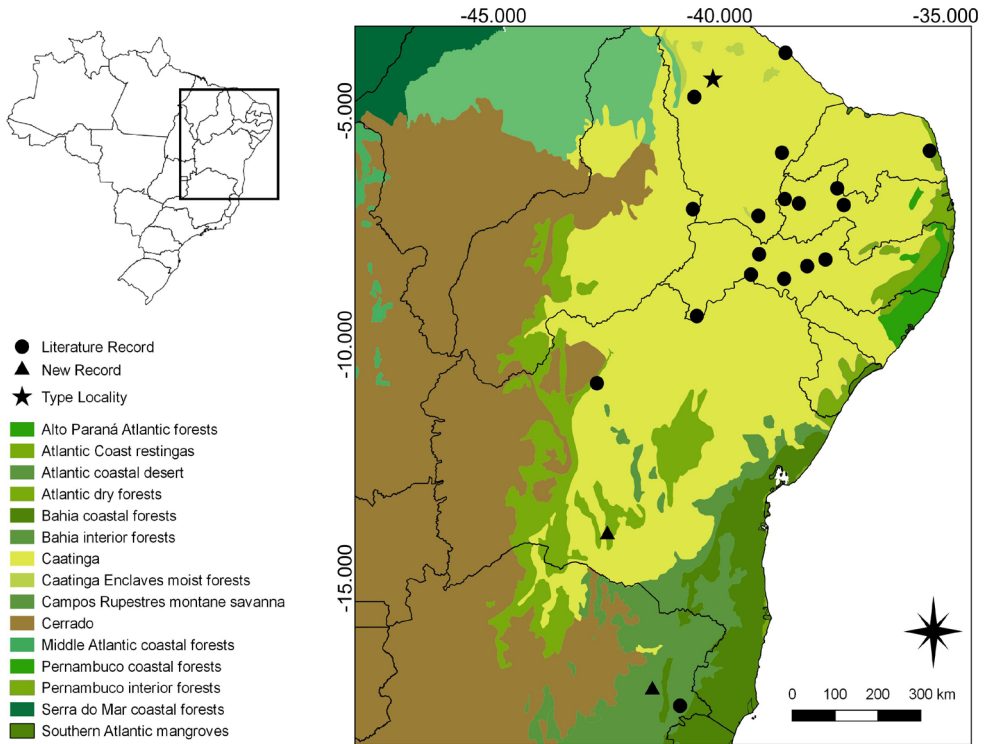 -45.000 -40.000 -35.000
-5.000
-10.000
-15.000
Literature Record
New Record
Type Locality
Alto Paraná Atlantic forests
Atlantic Coast restingas
Atlantic coastal desert
Atlantic dry forests
Bahia coastal forests
Bahia interior forests
Caatinga
Caatinga Enclaves moist forests
Campos Rupestres montane savanna
Cerrado
Middle Atlantic coastal forests
Pernambuco coastal forests
Pernambuco interior forests
Serra do Mar coastal forests
Southern Atlantic mangroves
0 100 200 300 km